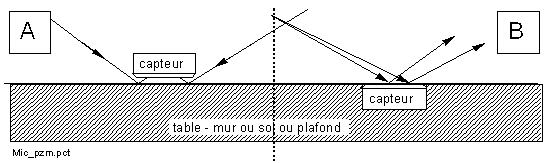 A
B
capteur
capteur
table - mur ou sol ou plafond
Mic_pzm.pct